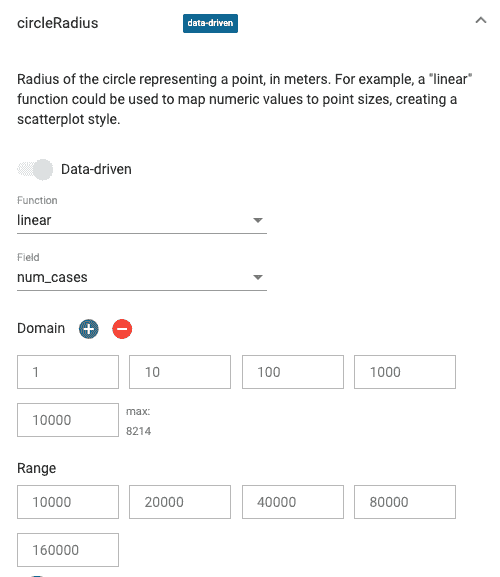 circleRadius data-driven
Radius of the circle representing a point, in meters. For example, a "linear"
function could be used to map numeric values to point sizes, creating a
scatterplot style.
Data-driven
Function
linear
Field
num_cases
Domain
1 10 100 1000
10000 max:
8214
Range
10000 20000 40000 80000
160000